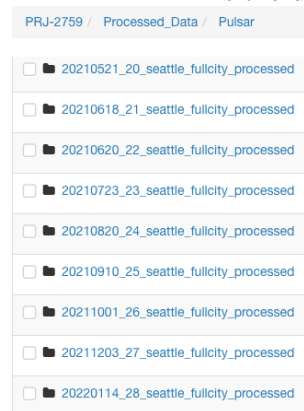 PRJ-2759 / Processed_Data / Pulsar
20210521_20_seattle_fullcity_processed
20210618_21_seattle_fullcity_processed
20210620_22_seattle_fullcity_processed
20210723_23_seattle_fullcity_processed
20210820_24_seattle_fullcity_processed
20210910_25_seattle_fullcity_processed
20211001_26_seattle_fullcity_processed
20211203_27_seattle_fullcity_processed
20220114_28_seattle_fullcity_processed